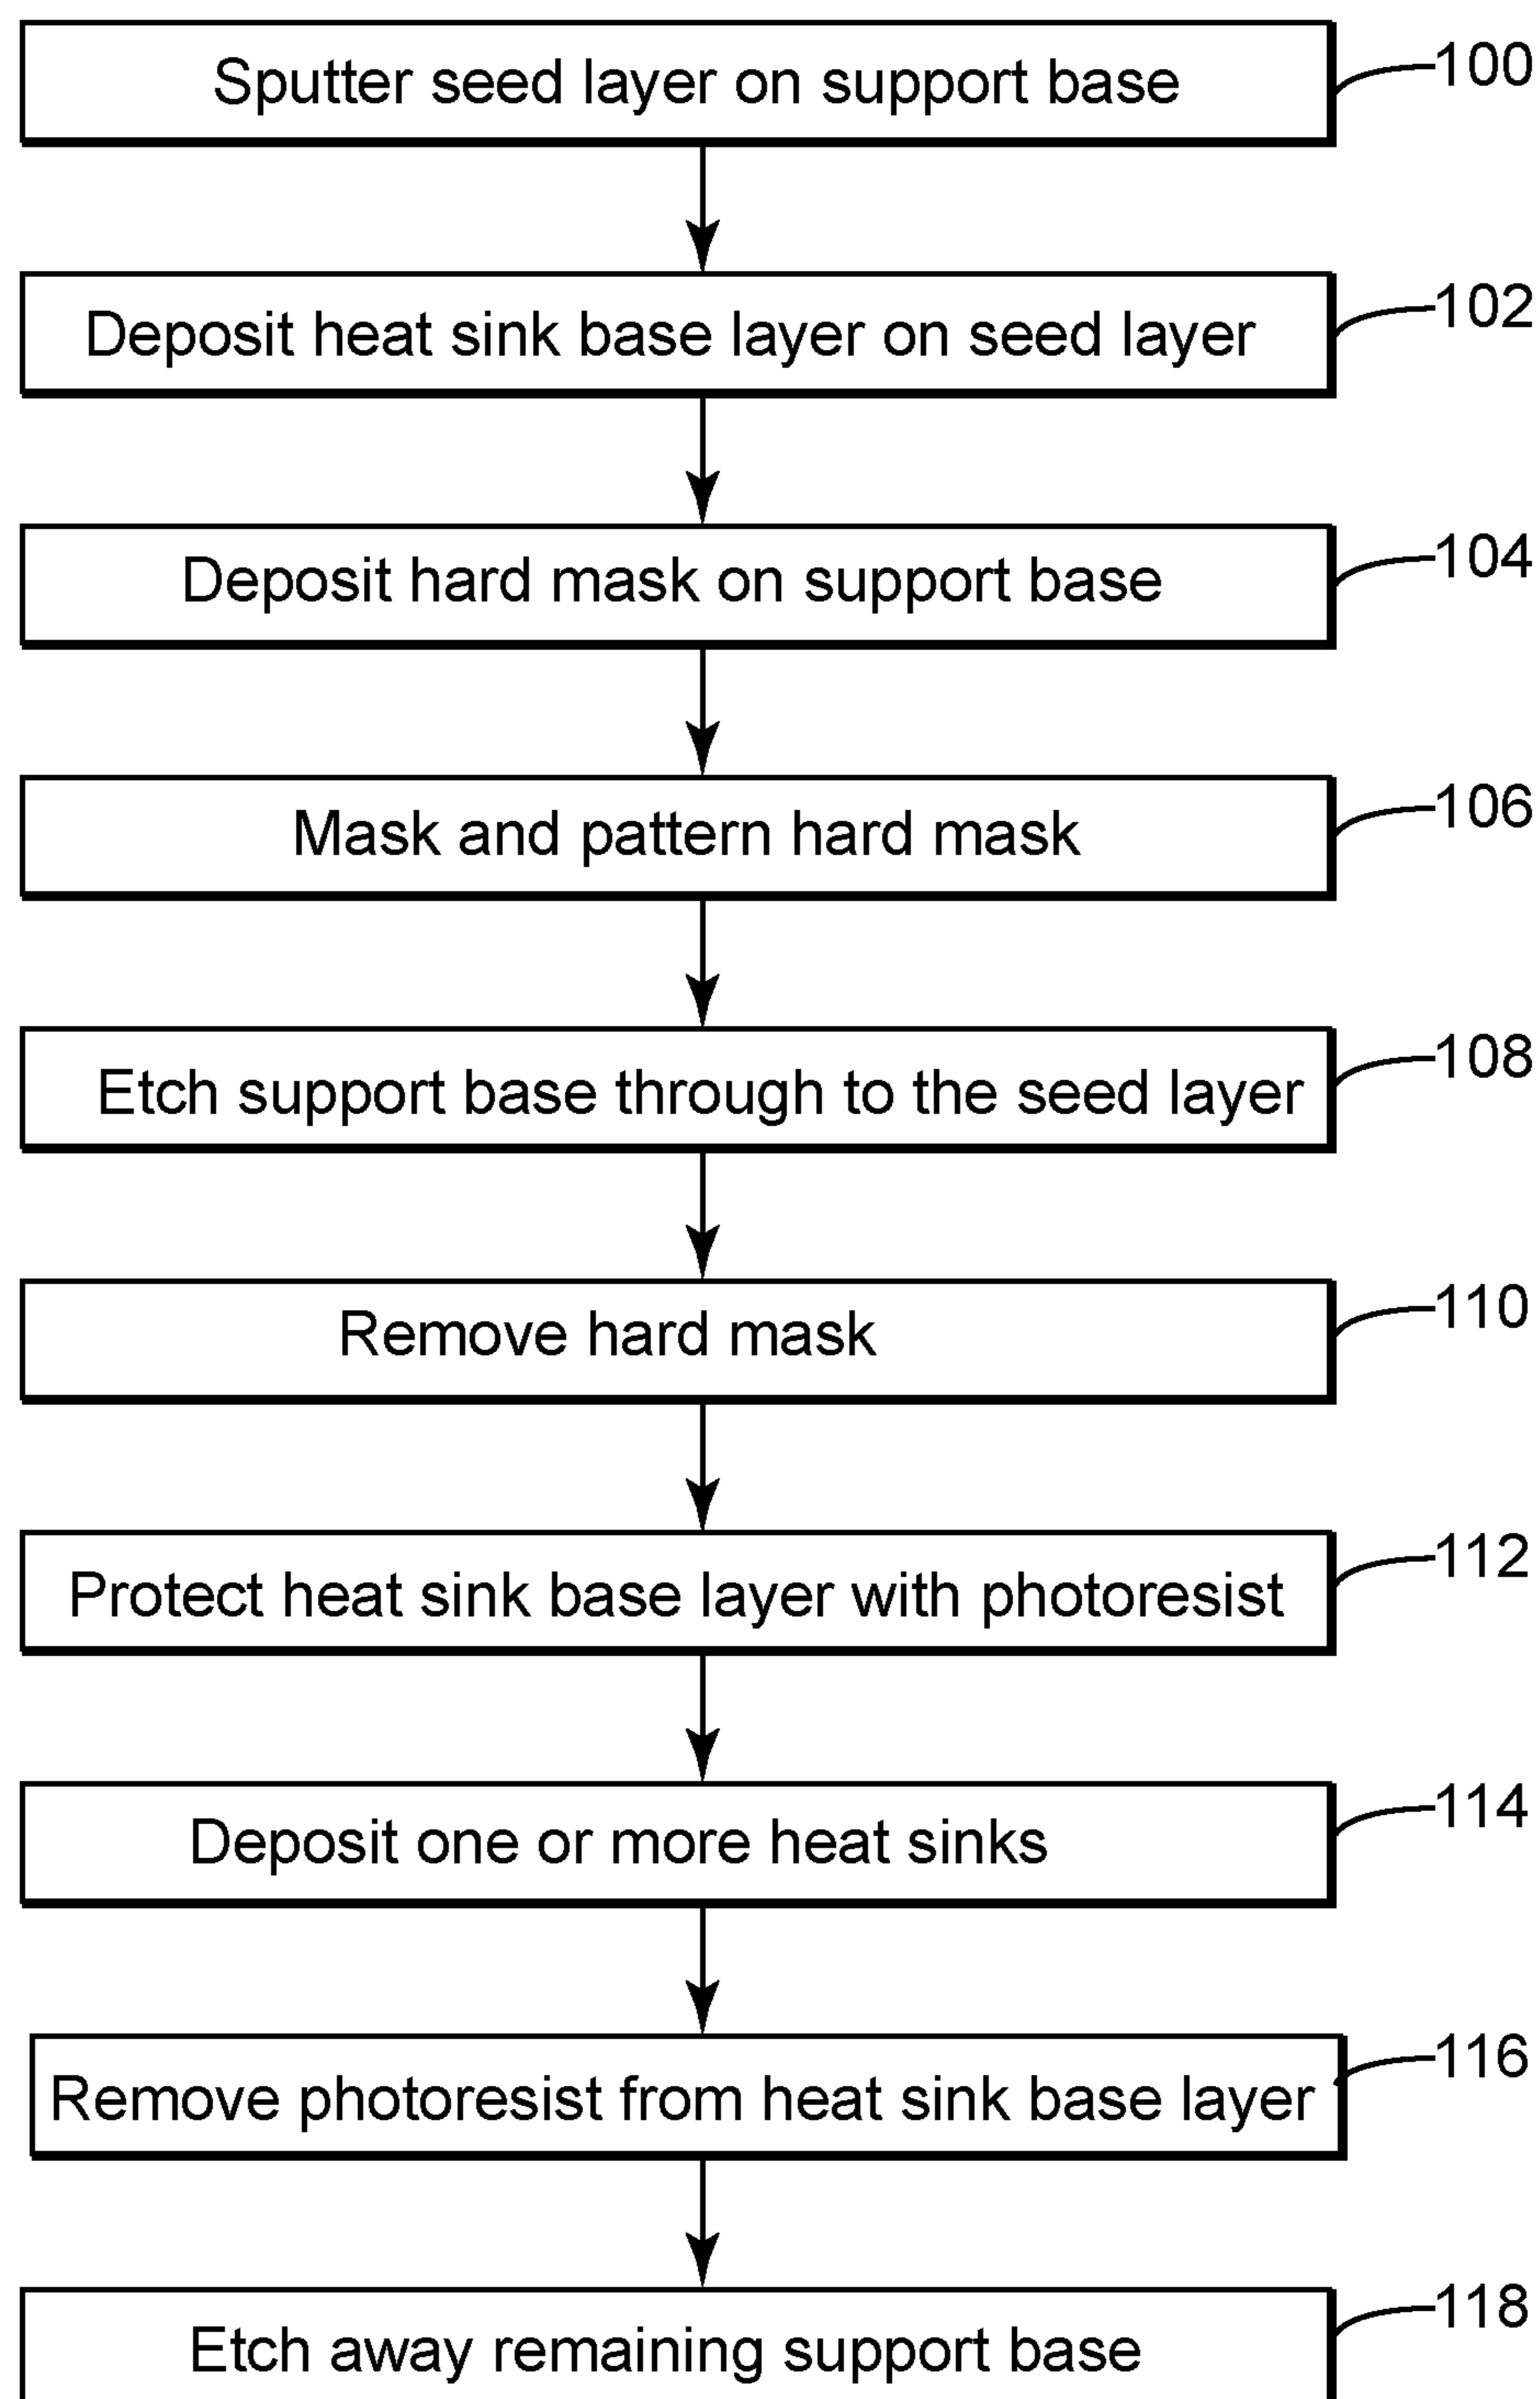 Sputter seed layer on support base 100
Deposit heat sink base layer on seed layer 102
Deposit hard mask on support base 104
Mask and pattern hard mask 106
Etch support base through to the seed layer 108
Remove hard mask 110
Protect heat sink base layer with photoresist 112
Deposit one or more heat sinks 114
Remove photoresist from heat sink base layer 116
Etch away remaining support base 118